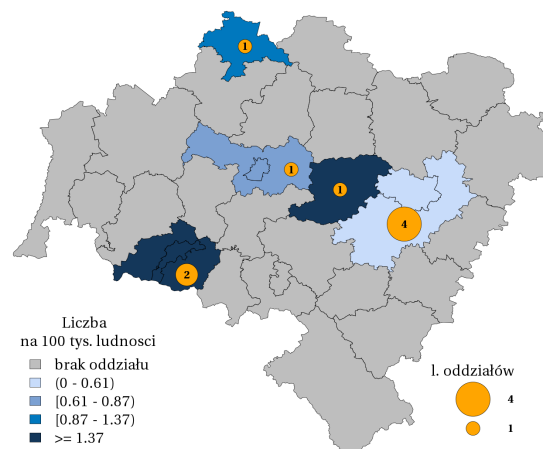 1
1
1
4
2
Liczba
na 100 tys. ludnosci
brak oddziału
(0 - 0.61)
[0.61 - 0.87)
[0.87 - 1.37)
>= 1.37
l. oddziałów
4
1